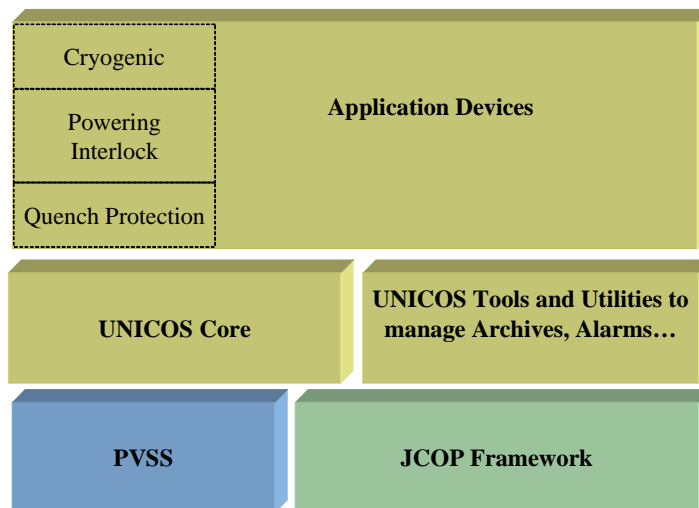 Cryogenic
Powering
Interlock
Quench Protection
Application Devices
UNICOS Core
UNICOS Tools and Utilities to
manage Archives, Alarms…
PVSS
JCOP Framework